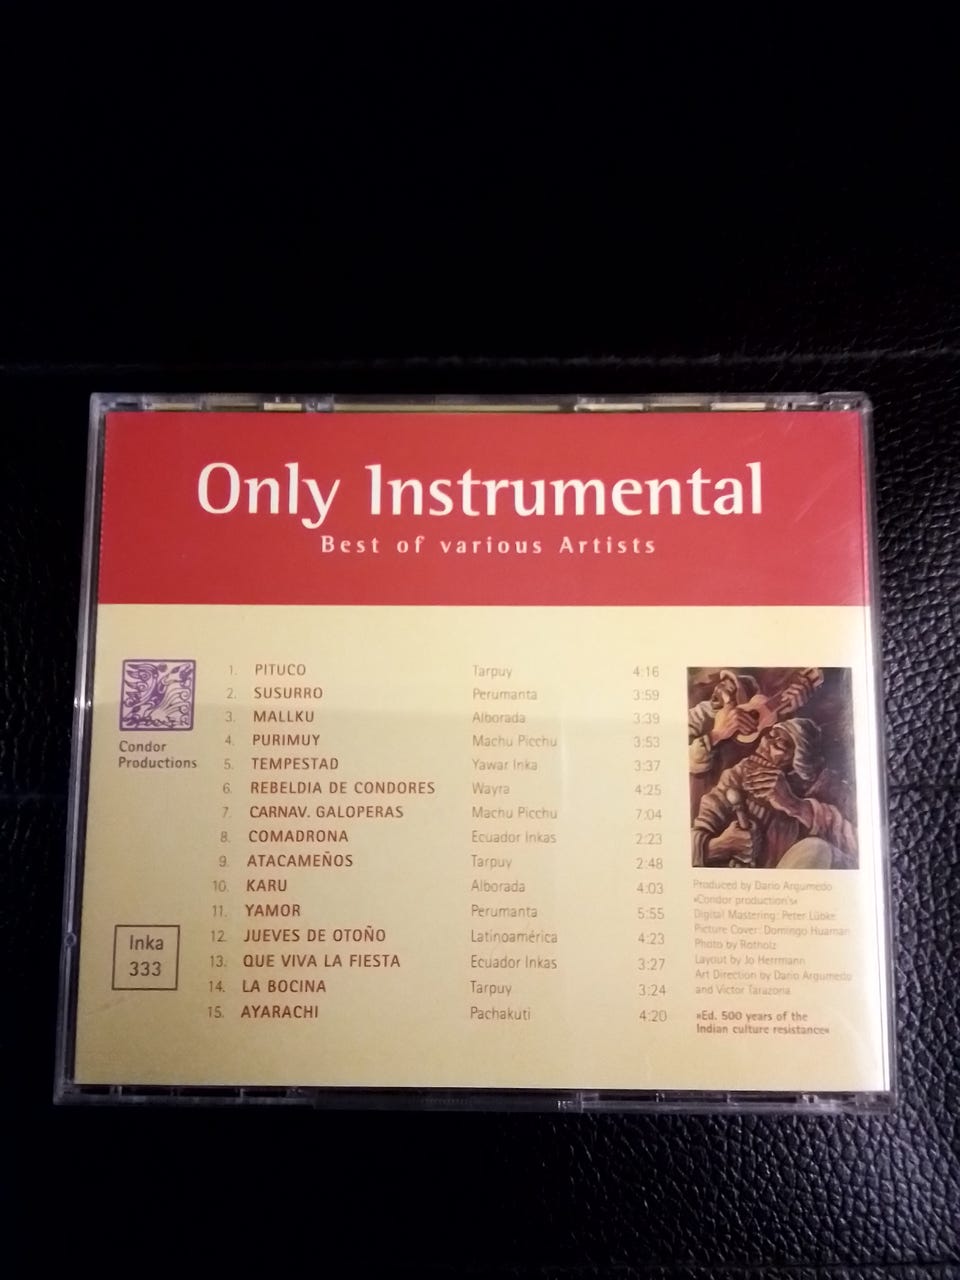 Only Instrumental
Best of various Artists
Condor
Productions
Inka
333
1. PITUCO Tarpuy 4:16
2. SUSURRO Perumanta 3:59
3. MALLKU Alborada 3:39
4. PURIMUY Machu Picchu 3:53
5. TEMPESTAD Yawar Inka 3:37
6. REBELDIA DE CONDORES Wayra 4:25
7. CARNAV. GALOPERAS Machu Picchu 7:04
8. COMADRONA Ecuador Inkas 2:23
9. ATACAMEÑOS Tarpuy 2:48
10. KARU Alborada 4:03
11. YAMOR Perumanta 5:55
12. JUEVES DE OTOÑO Latinoamérica 4:23
13. QUE VIVA LA FIESTA Ecuador Inkas 3:27
14. LA BOCINA Tarpuy 3:24
15. AYARACHI Pachakuti 4:20
Produced by Dario Argumedo
»Condor production's«
Digital Mastering: Peter Lübke
Picture Cover: Domingo Huaman
Photo by Rotholz
Layout by Jo Herrmann
Art Direction by Dario Argumedo
and Victor Tarazona
»Ed. 500 years of the
Indian culture resistance«